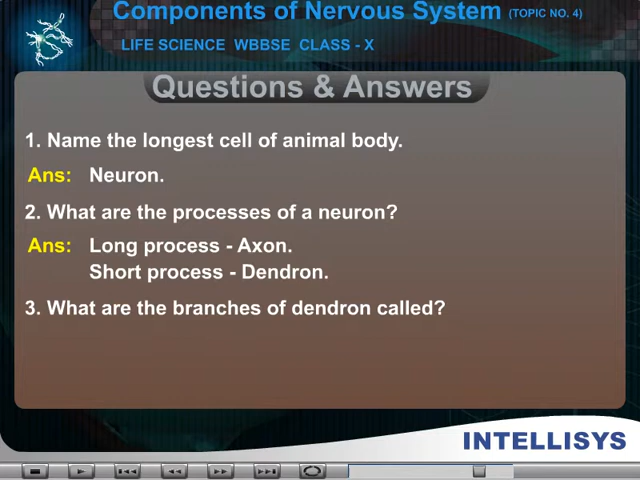 Components of Nervous System (TOPIC NO. 4)
LIFE SCIENCE WBBSE CLASS - X
Questions & Answers
1. Name the longest cell of animal body.
Ans: Neuron.
2. What are the processes of a neuron?
Ans: Long process - Axon.
Short process - Dendron.
3. What are the branches of dendron called?
INTELLISYS